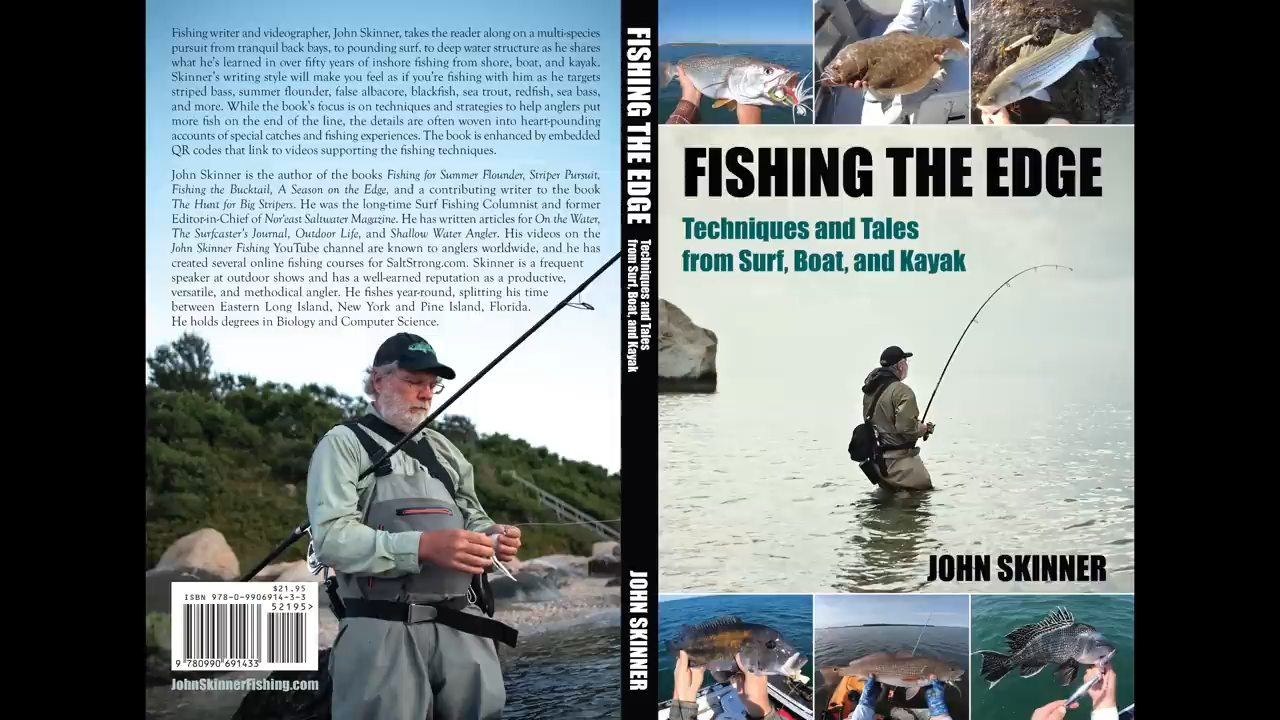 Fishing writer and videographer, John Skinner, takes the reader along on a multi-species
pursuit from tranquil back bays, to pounding surf, to deep water structure as he shares
what he learned in over fifty years of inshore fishing from shore, boat, and kayak.
Skinner's writing style will make you feel as if you're fishing with him as he targets
striped bass, summer flounder, false albacore, blackfish, sea trout, redfish, sea bass,
and more. While the book's focus is on techniques and strategies to help anglers put
more fish on the end of the line, the details are often woven into heart-pounding
accounts of special catches and fishing experiences. The book is enhanced by embedded
QR codes that link to videos supporting the fishing techniques.
John Skinner is the author of the books Fishing for Summer Flounder, Striper Pursuit,
Fishing the Bucktail, A Season on the Edge, and a contributing writer to the book
The Hunt for Big Stripers. He was the long-time Surf Fishing Columnist and former
Editor-in-Chief of Nor'east Saltwater Magazine. He has written articles for On the Water,
The Surfcaster's Journal, Outdoor Life, and Shallow Water Angler. His videos on the
John Skinner Fishing YouTube channel are known to anglers worldwide, and he has
created several online fishing courses for SaltStrong.com. Skinner is a frequent
speaker at outdoor shows and has a well-earned reputation as a productive,
versatile and methodical angler. He fishes year-round, splitting his time
between Eastern Long Island, New York and Pine Island, Florida.
He holds degrees in Biology and Computer Science.
$21.95
ISBN 978-0-9906914-3-3
52195>
9 780990 691433
JohnSkinnerFishing.com
FISHING THE EDGE
Techniques and Tales
from Surf, Boat, and Kayak
JOHN SKINNER
FISHING THE EDGE
Techniques and Tales
from Surf, Boat, and Kayak
JOHN SKINNER